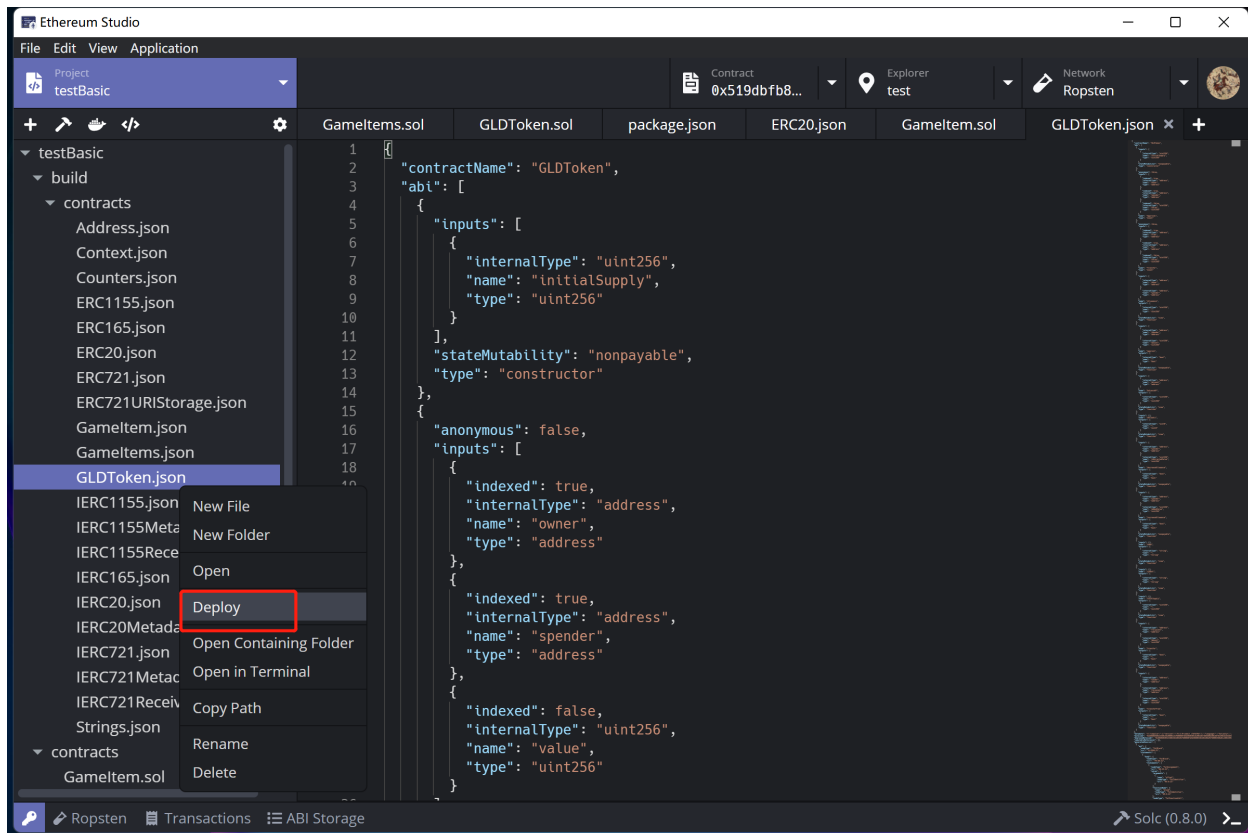 Ethereum Studio
File Edit View Application
Project
testBasic
Contract
0x519dbfb8...
Explorer
test
Network
Ropsten
GameItems.sol
GLDToken.sol
package.json
ERC20.json
GameItem.sol
GLDToken.json
testBasic
build
contracts
Address.json
Context.json
Counters.json
ERC1155.json
ERC165.json
ERC20.json
ERC721.json
ERC721URIStorage.json
GameItem.json
GameItems.json
GLDToken.json
IERC1155.json
IERC1155Meta
IERC1155Rece
IERC165.json
IERC20.json
IERC20Metada
IERC721.json
IERC721Metad
IERC721Receiv
Strings.json
contracts
GameItem.sol
New File
New Folder
Open
Deploy
Open Containing Folder
Open in Terminal
Copy Path
Rename
Delete
1 {
2 "contractName": "GLDToken",
3 "abi": [
4 {
5 "inputs": [
6 {
7 "internalType": "uint256",
8 "name": "initialSupply",
9 "type": "uint256"
10 }
11 ],
12 "stateMutability": "nonpayable",
13 "type": "constructor"
14 },
15 {
16 "anonymous": false,
17 "inputs": [
18 {
19 "indexed": true,
"internalType": "address",
"name": "owner",
"type": "address"
},
{
"indexed": true,
"internalType": "address",
"name": "spender",
"type": "address"
},
{
"indexed": false,
"internalType": "uint256",
"name": "value",
"type": "uint256"
}
Ropsten
Transactions
ABI Storage
Solc (0.8.0)